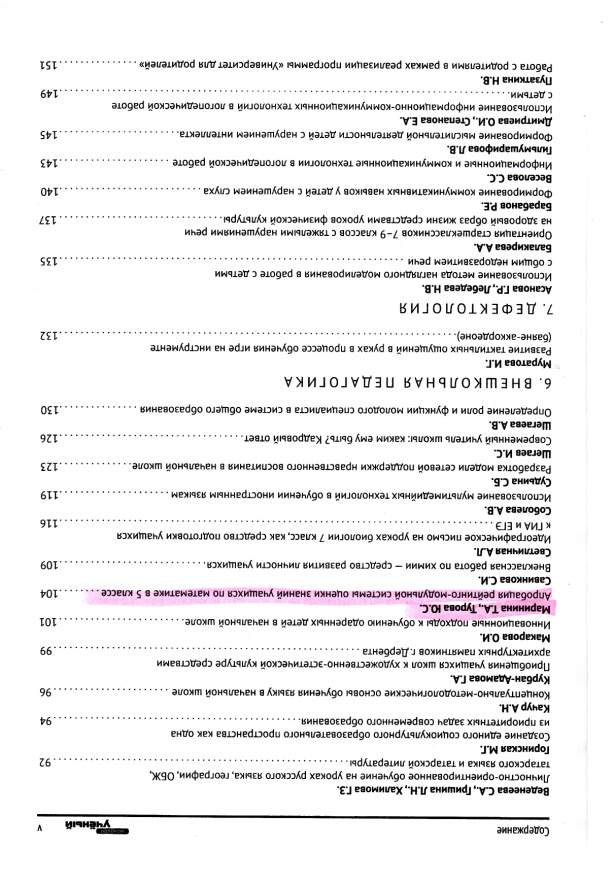 Содержание
учёный
v
Веденеева С.А., Гришина Л.Н., Халимова Г.З.
Личностно-ориентированное обучение на уроках русского языка, географии, ОБЖ,
татарского языка и татарской литературы. 92
Горинская М.Г.
Создание единого социокультурного образовательного пространства как одна
из приоритетных задач современного образования. 94
Качур А.Н.
Концептуально-методологические основы обучения языку в начальной школе 96
Курбан-Адамова Г.А.
Приобщения учащихся школ к художественно-эстетической культуре средствами
архитектурных памятников г.Дербента 99
Макарова О.И.
Инновационные подходы к обучению одаренных детей в начальной школе. 101
Маринина Т.А., Турова Ю.С.
Апробация рейтинго-модульной системы оценки знаний учащихся по математике в 5 классе 104
Савинкова С.И.
Внеклассная работа по химии — средство развития личности учащихся. 109
Светличная А.Л.
Идеографическое письмо на уроках биологии 7 класс, как средство подготовки учащихся
к ГИА и ЕГЭ 116
Соболева А.В.
Использование мультимедийных технологий в обучении иностранным языкам 119
Судьина С.Б.
Разработка модели сетевой поддержки нравственного воспитания в начальной школе. 123
Шегаев И.С.
Современный учитель школы: каким ему быть? Кадровый ответ. 126
Шегаева А.В.
Определение роли и функции молодого специалиста в системе общего образования 130
6. ВНЕШКОЛЬНАЯ ПЕДАГОГИКА
Муратова И.Г.
Развитие тактильных ощущений в руках в процессе обучения игре на инструменте
(баяне-аккордеоне). 132
7. ДЕФЕКТОЛОГИЯ
Асанова Г.Р., Лебедева Н.В.
Использование метода наглядного моделирования в работе с детьми
с общим недоразвитием речи 135
Балакирева А.А.
Ориентация старшеклассников 7–9 классов с тяжелыми нарушениями речи
на здоровый образ жизни средствами уроков физической культуры. 137
Барабанов Р.Е.
Формирование коммуникативных навыков у детей с нарушением слуха 140
Веселова С.С.
Информационные и коммуникационные технологии в логопедической работе 143
Гильмушарифова Л.В.
Формирование мыслительной деятельности детей с нарушением интеллекта. 145
Дмитриева О.И., Степанова Е.А.
Использование информационно-коммуникационных технологий в логопедической работе
с детьми. 149
Пузаткина Н.В.
Работа с родителями в рамках реализации программы «Университет для родителей» 151